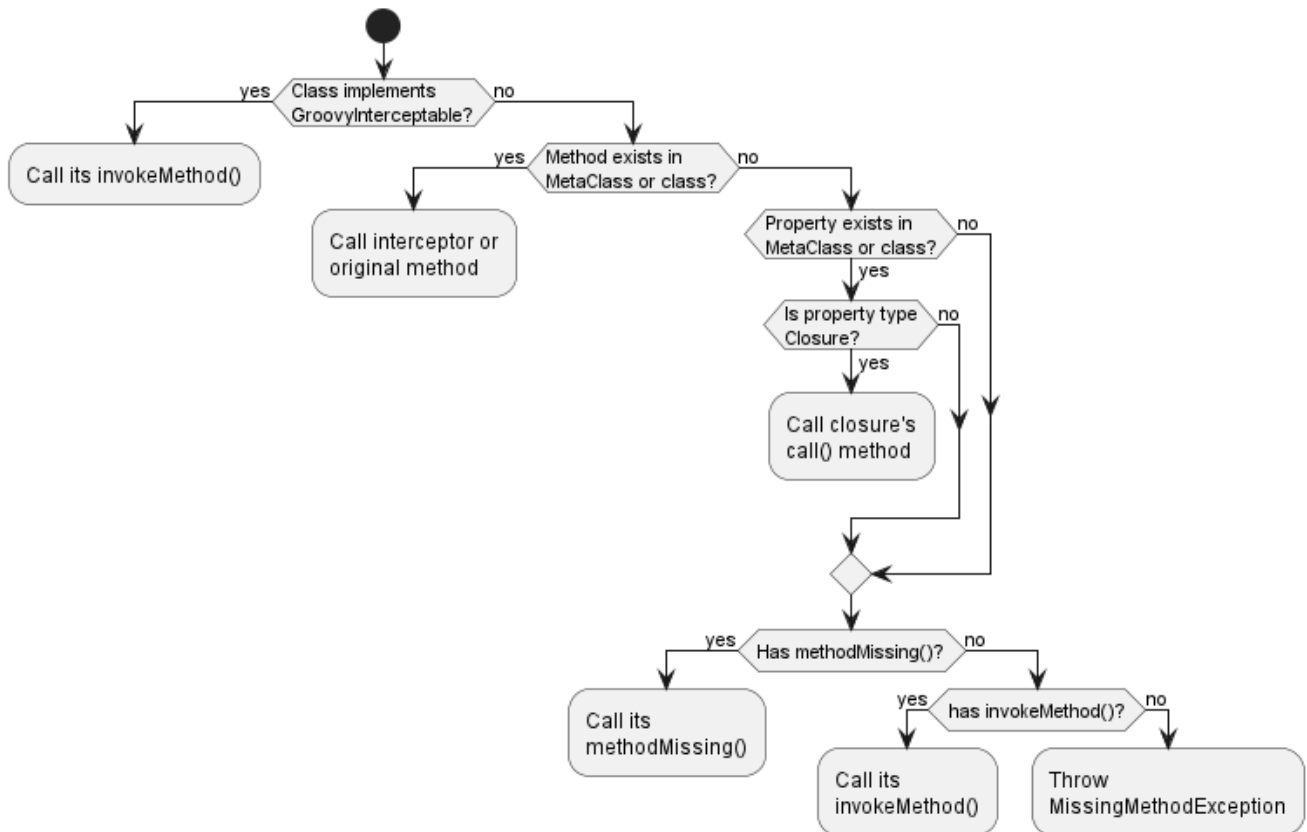 yes
Class implements
GroovyInterceptable?
no
Call its invokeMethod()
yes
Method exists in
MetaClass or class?
no
Call interceptor or
original method
Property exists in
MetaClass or class?
no
yes
Is property type
Closure?
no
yes
Call closure's
call() method
yes
Has methodMissing()?
no
Call its
methodMissing()
yes
has invokeMethod()?
no
Call its
invokeMethod()
Throw
MissingMethodException